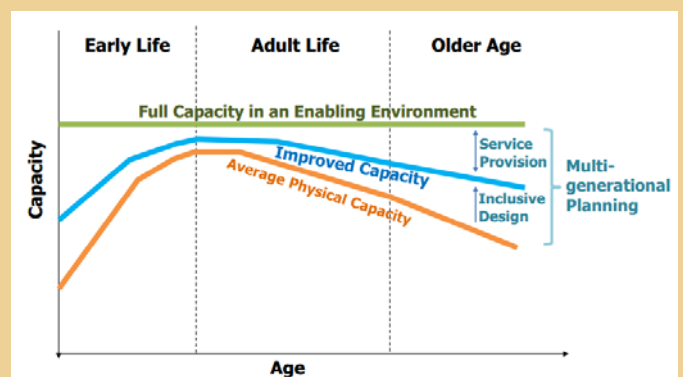 Early Life
Adult Life
Older Age
Full Capacity in an Enabling Environment
Improved Capacity
Average Physical Capacity
Service
Provision
Inclusive
Design
Multi-
generational
Planning
Capacity
Age